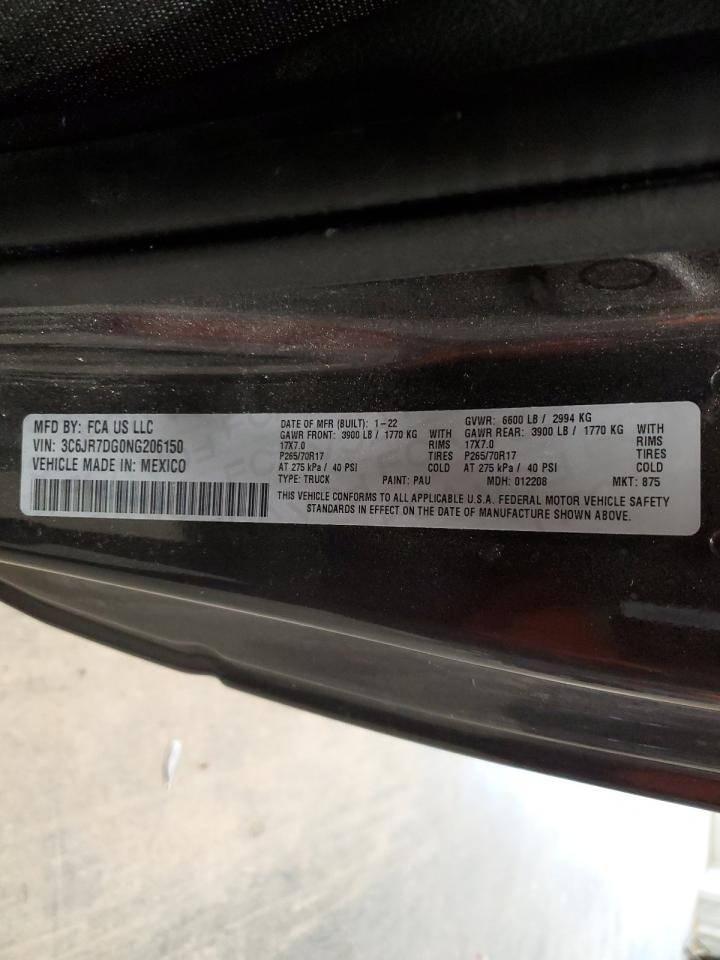 MFD BY: FCA US LLC
VIN: 3C6JR7DG0NG206150
VEHICLE MADE IN: MEXICO
DATE OF MFR (BUILT): 1-22 GVWR: 6600 LB / 2994 KG
GAWR FRONT: 3900 LB / 1770 KG WITH GAWR REAR: 3900 LB / 1770 KG WITH
17X7.0 RIMS 17X7.0 RIMS
P265/70R17 TIRES P265/70R17 TIRES
AT 275 kPa / 40 PSI COLD AT 275 kPa / 40 PSI COLD
TYPE: TRUCK PAINT: PAU MDH: 012208 MKT: 875
THIS VEHICLE CONFORMS TO ALL APPLICABLE U.S.A. FEDERAL MOTOR VEHICLE SAFETY
STANDARDS IN EFFECT ON THE DATE OF MANUFACTURE SHOWN ABOVE.